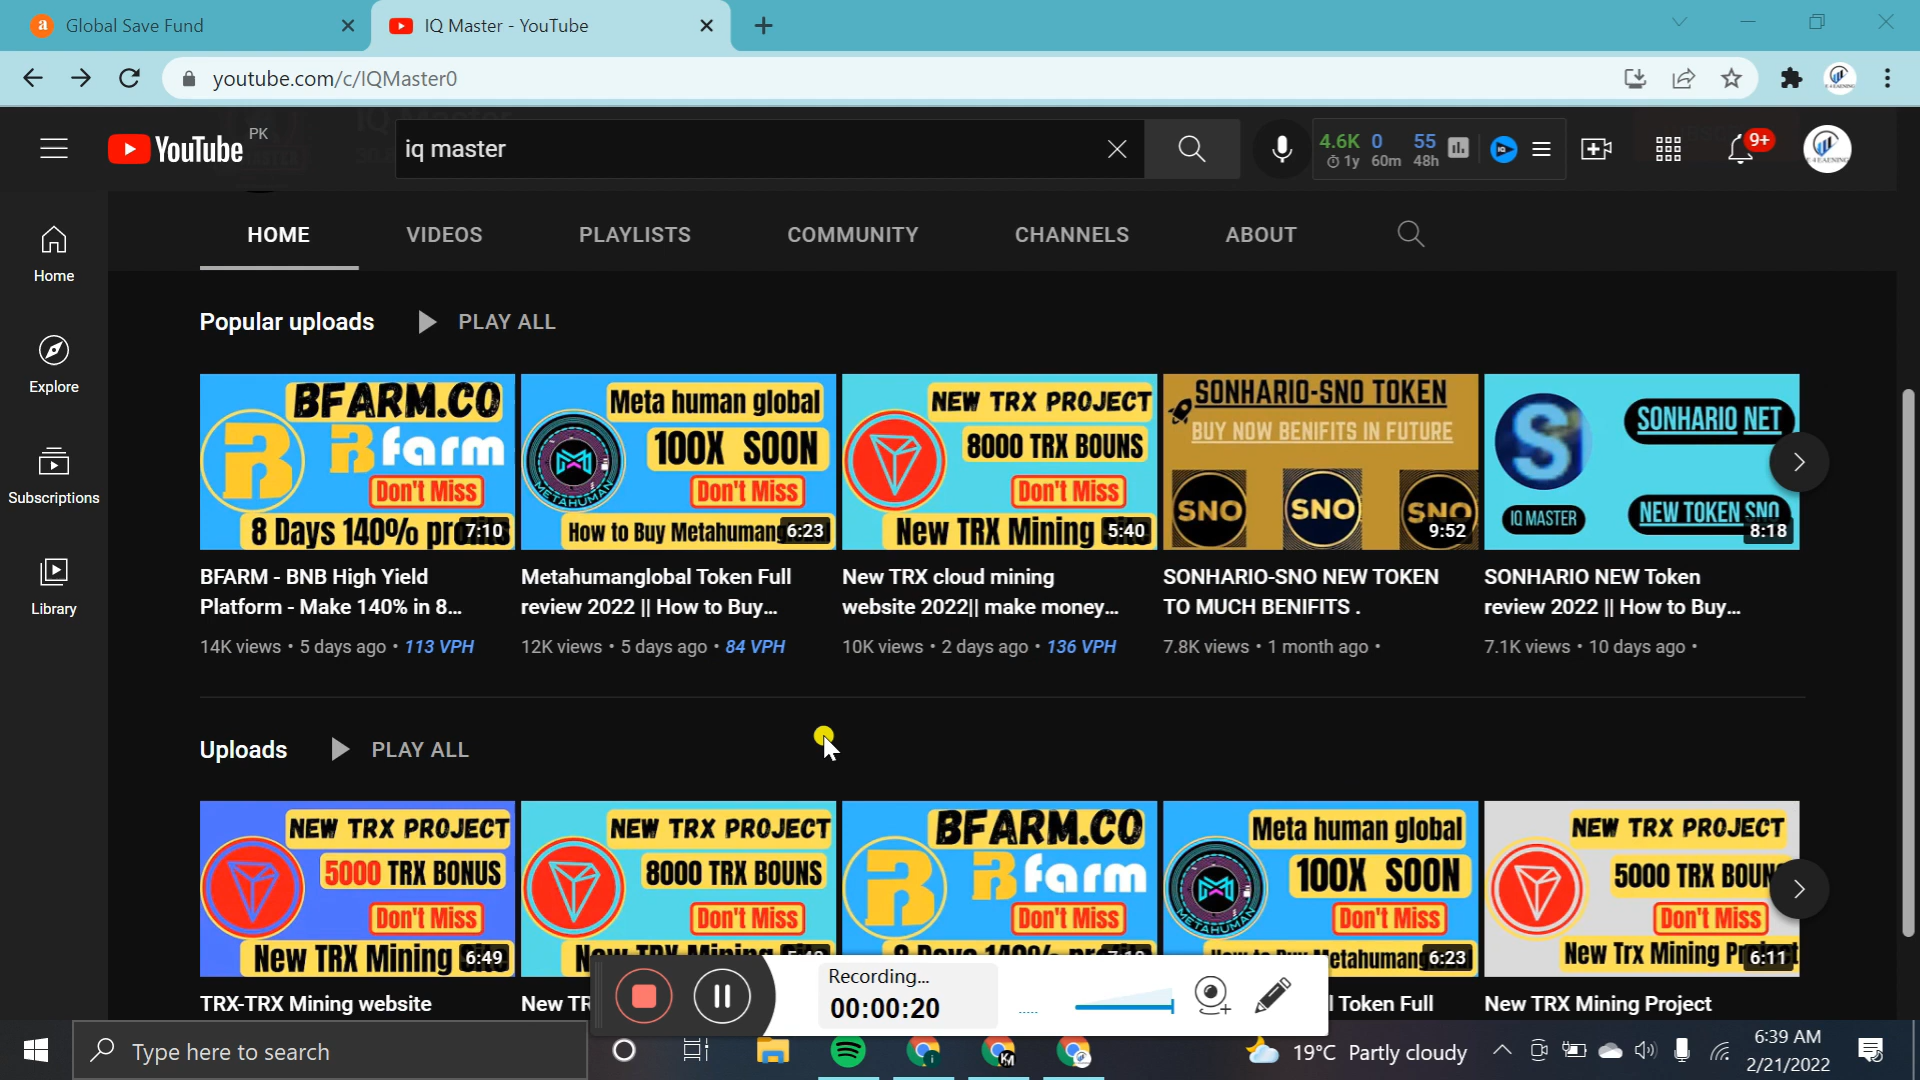 Global Save Fund
IQ Master - YouTube
youtube.com/c/IQMaster0
YouTube
PK
iq master
4.6K 0 55
1y 60m 48h
9+
HOME
VIDEOS
PLAYLISTS
COMMUNITY
CHANNELS
ABOUT
Home
Explore
Subscriptions
Library
Popular uploads
PLAY ALL
BFARM.CO
Bfarm
Don't Miss
8 Days 140%
7:10
Meta human global
100X SOON
Don't Miss
METAHUMAN
How to Buy
6:23
NEW TRX PROJECT
8000 TRX BOUNS
Don't Miss
New TRX Mining
5:40
SONHARIO-SNO TOKEN
BUY NOW BENIFITS IN FUTURE
SNO
SNO
SNO
9:52
SONHARIO NET
IQ MASTER
NEW TOKEN SNO
8:18
BFARM - BNB High Yield
Platform - Make 140% in 8...
14K views • 5 days ago • 113 VPH
Metahumanglobal Token Full
review 2022 || How to Buy...
12K views • 5 days ago • 84 VPH
New TRX cloud mining
website 2022|| make money...
10K views • 2 days ago • 136 VPH
SONHARIO-SNO NEW TOKEN
TO MUCH BENIFITS .
7.8K views • 1 month ago •
SONHARIO NEW Token
review 2022 || How to Buy...
7.1K views • 10 days ago •
Uploads
PLAY ALL
NEW TRX PROJECT
5000 TRX BONUS
Don't Miss
New TRX Mining
6:49
NEW TRX PROJECT
8000 TRX BOUNS
Don't Miss
BFARM.CO
Bfarm
Don't Miss
Meta human global
100X SOON
Don't Miss
METAHUMAN
6:23
NEW TRX PROJECT
5000 TRX
Don't Miss
New Trx Mining
6:11
TRX-TRX Mining website
Token Full
New TRX Mining Project
Recording...
00:00:20
Type here to search
19°C Partly cloudy
6:39 AM
2/21/2022